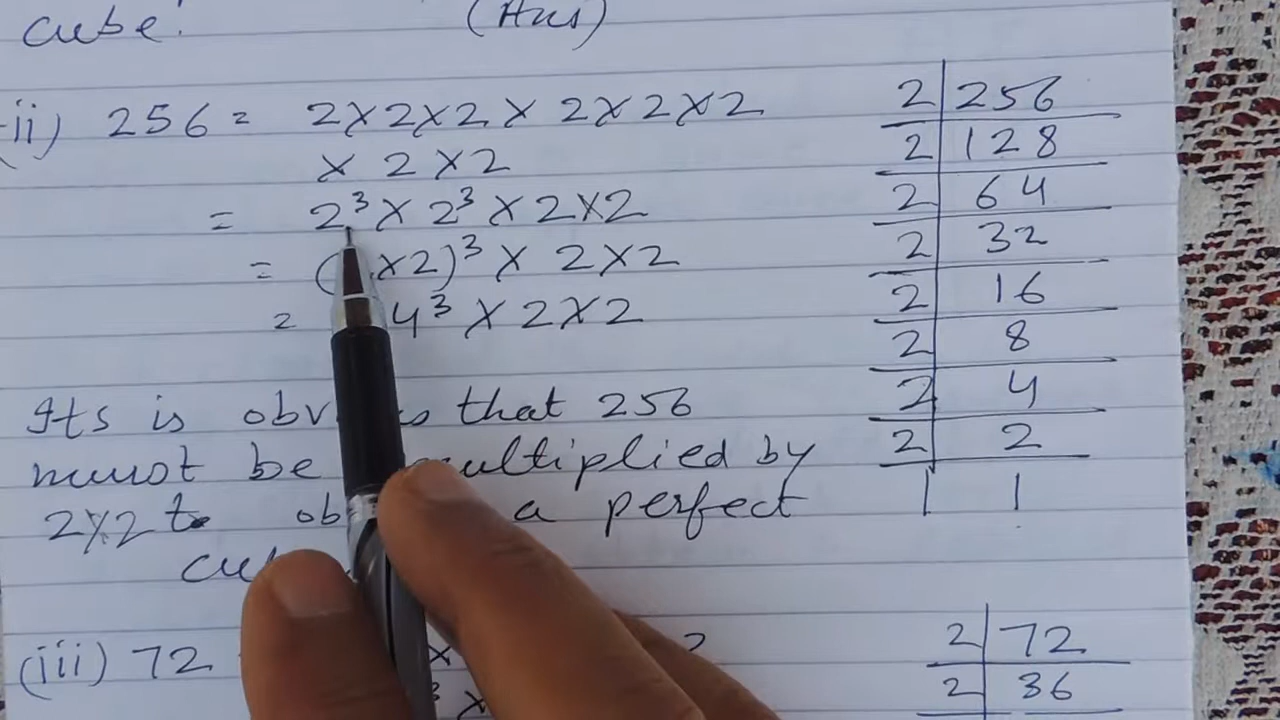 cube. (Ans)
(ii) 256 = 2×2×2 × 2×2×2
× 2 × 2
= 2³ × 2³ × 2×2
= ( ×2)³ × 2×2
= 4³ × 2×2
Its is that 256
must be multiplied by
2×2 to a perfect
2 | 256
2 | 128
2 | 64
2 | 32
2 | 16
2 | 8
2 | 4
2 | 2
1 | 1
(iii) 72
2 | 72
2 | 36